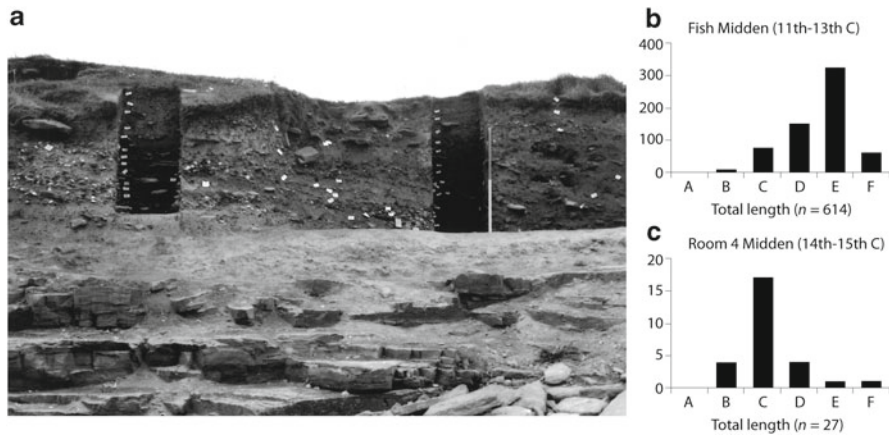 a
b
Fish Midden (11th-13th C)
400
300
200
100
0
A B C D E F
Total length (n = 614)
c
Room 4 Midden (14th-15th C)
20
15
10
5
0
A B C D E F
Total length (n = 27)